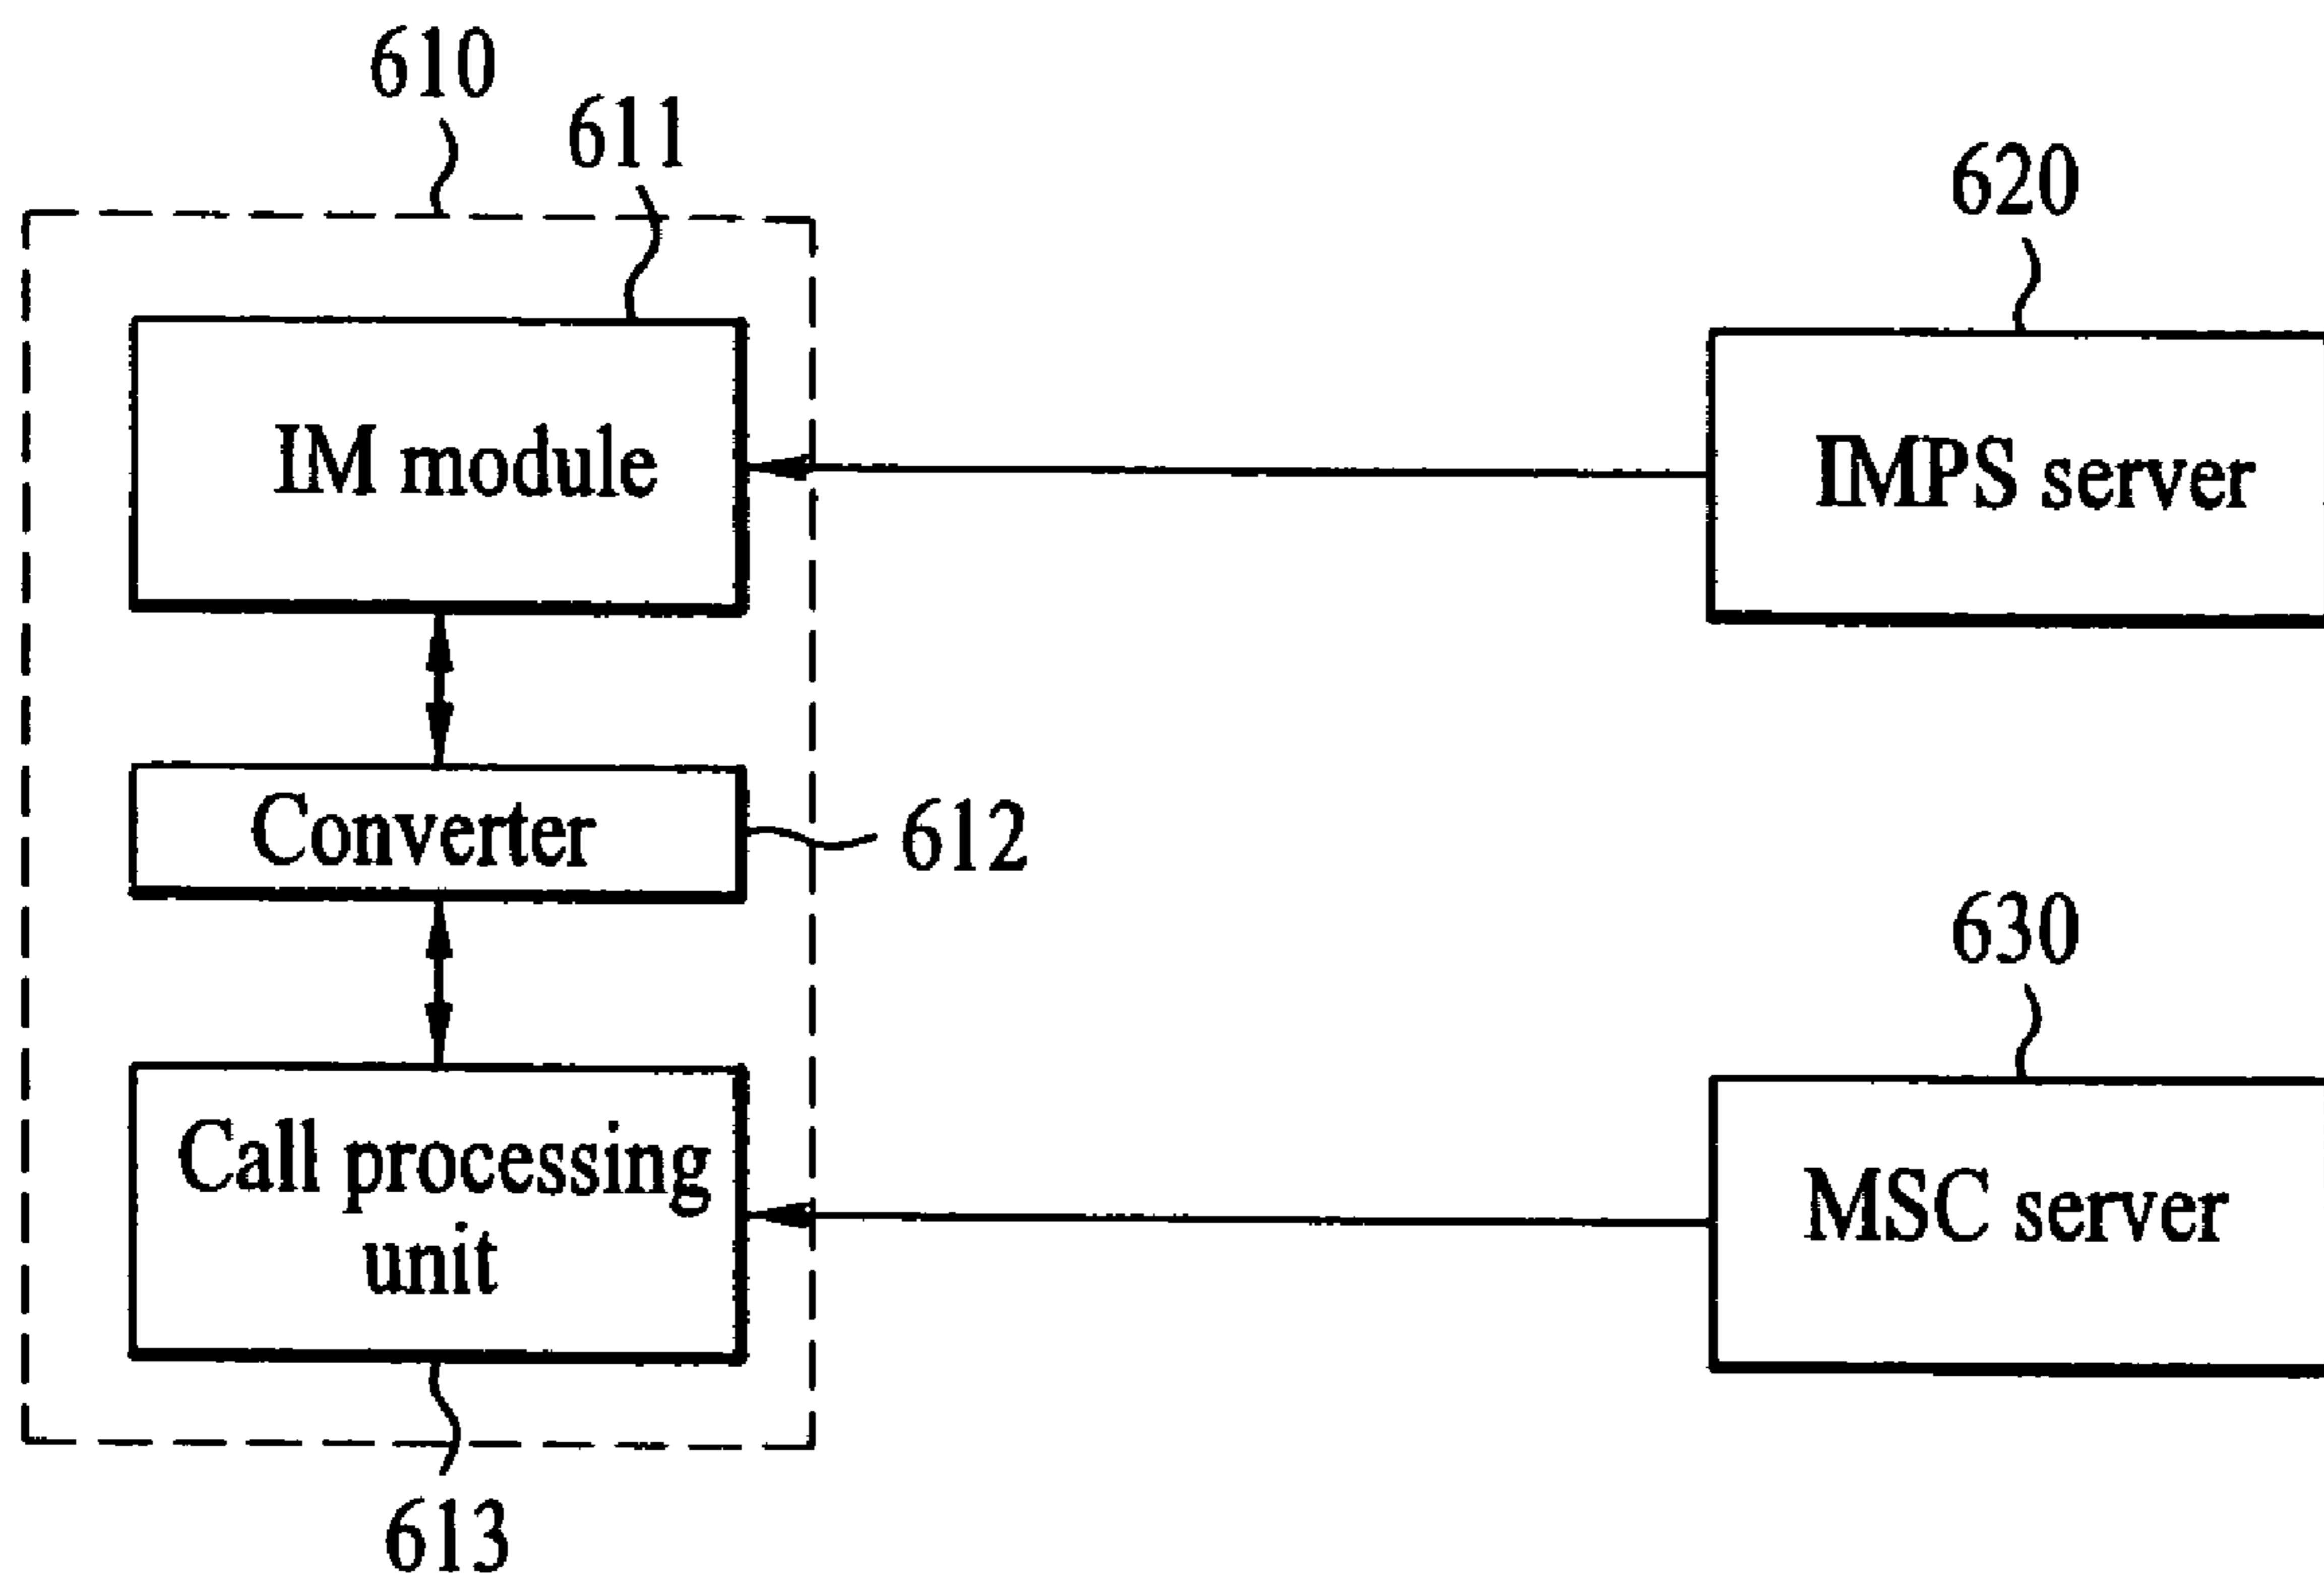 610
611
620
IM module
IMPS server
Converter
612
630
Call processing
unit
MSC server
613